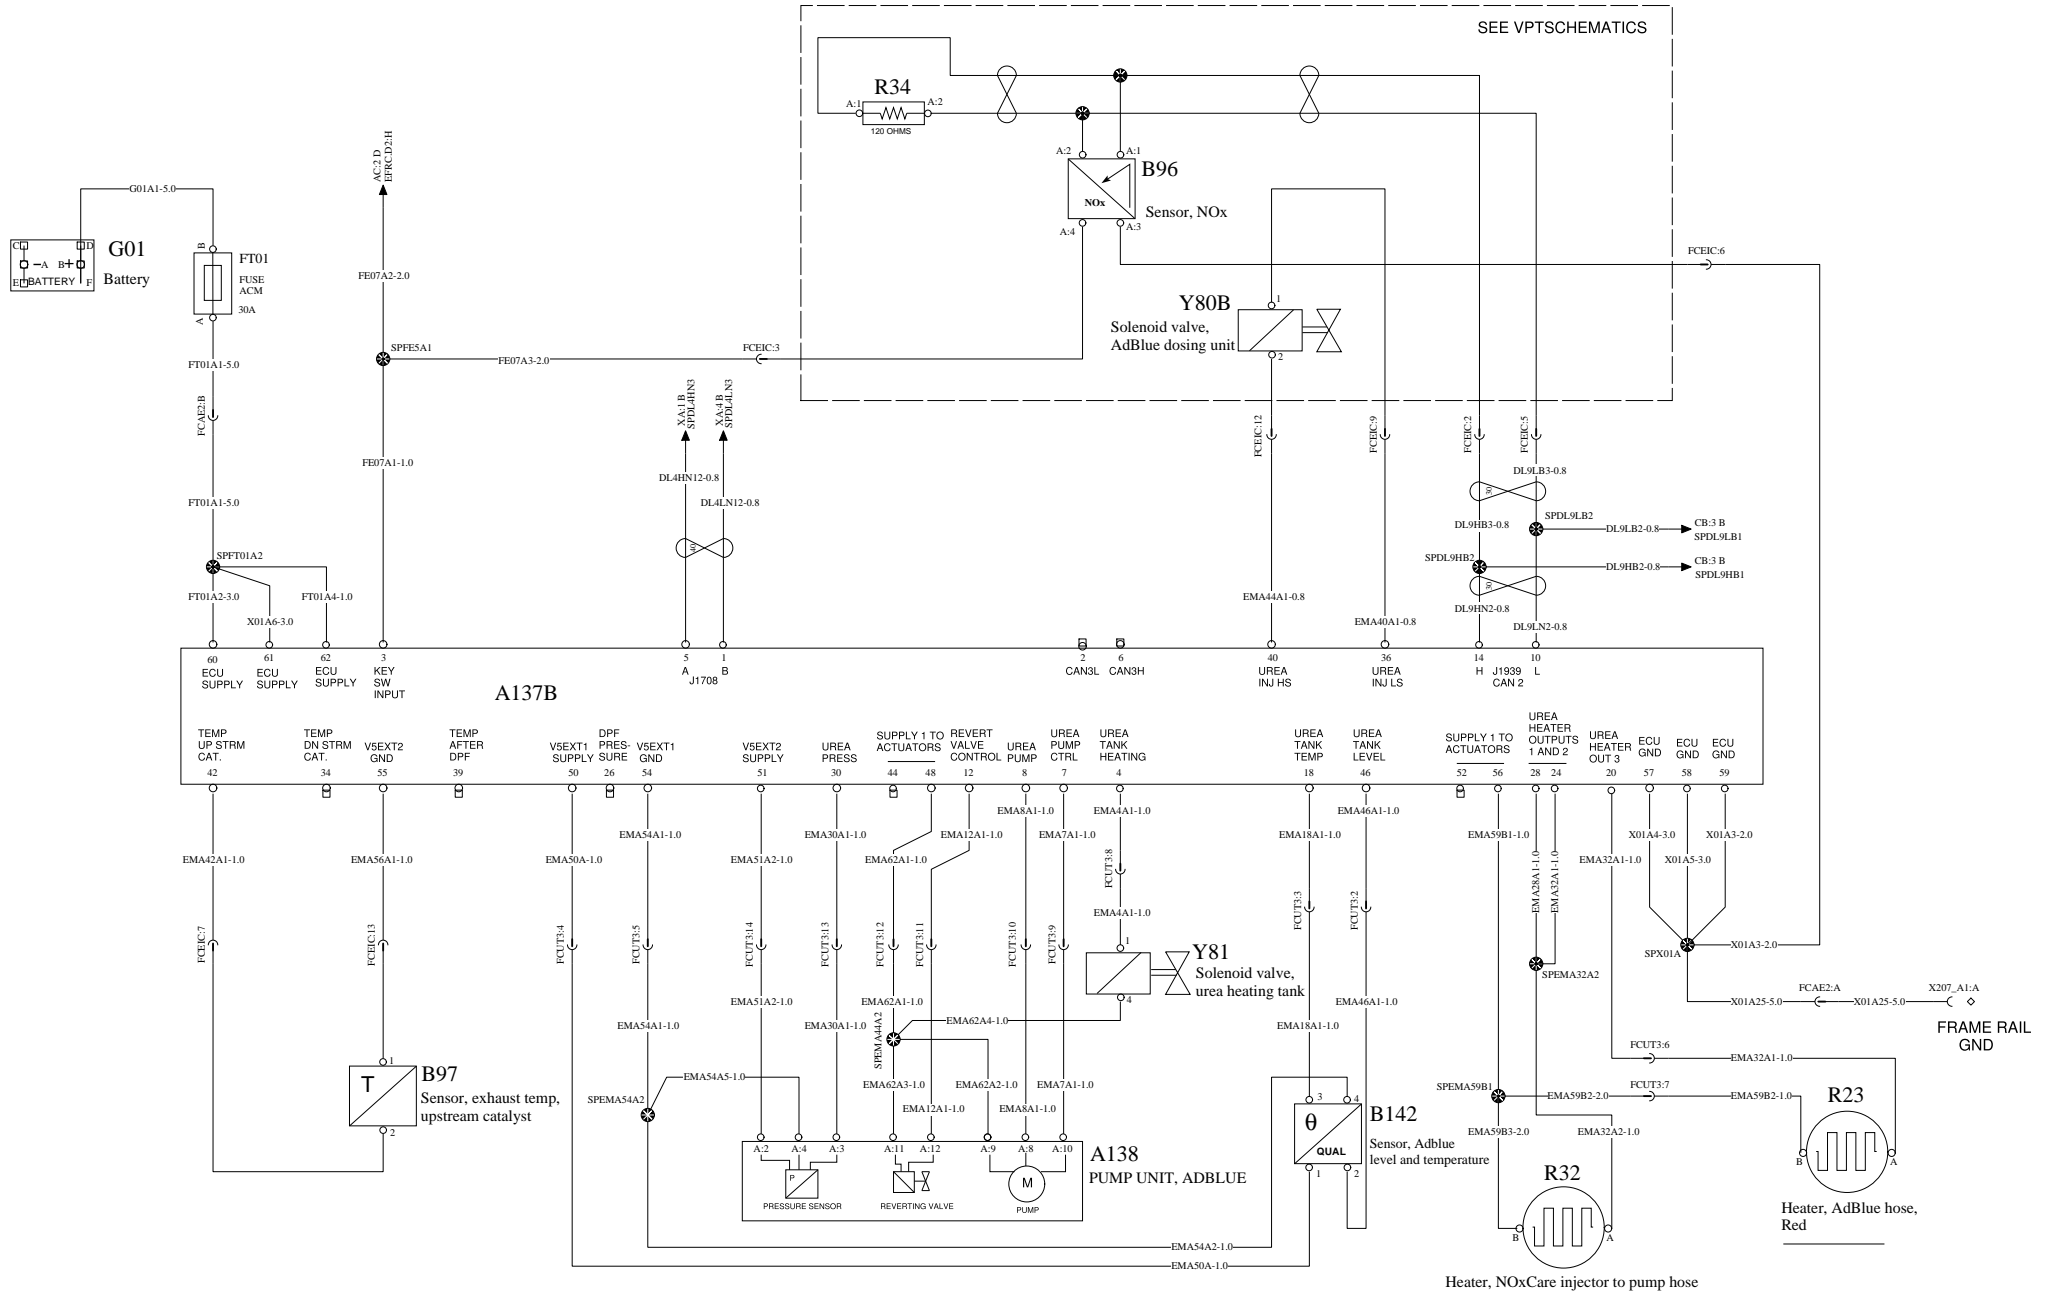 SEE VPTSCHEMATICS
R34
A:1
A:2
120 OHMS
AC:2 D
EFRC.D2:H
A:2
A:1
B96
NOx
Sensor, NOx
A:4
A:3
G01A1-5.0
G01
Battery
C
D
A
B+
E
BATTERY
F
B
FT01
FUSE
ACM
30A
A
FE07A2-2.0
FCEIC:6
Y80B
Solenoid valve,
AdBlue dosing unit
1
2
SPFE5A1
FE07A3-2.0
FCEIC:3
FT01A1-5.0
FCAE2:B
XA:1 B
SPDL4HN3
XA:4 B
SPDL4LN3
FCEIC:12
FCEIC:9
FCEIC:2
FCEIC:5
FE07A1-1.0
DL4HN12-0.8
DL4LN12-0.8
DL9LB3-0.8
30
FT01A1-5.0
SPDL9LB2
DL9HB3-0.8
DL9LB2-0.8
CB:3 B
SPDL9LB1
40
SPFT01A2
SPDL9HB2
DL9HB2-0.8
CB:3 B
SPDL9HB1
30
FT01A2-3.0
X01A6-3.0
FT01A4-1.0
EMA44A1-0.8
EMA40A1-0.8
DL9HN2-0.8
DL9LN2-0.8
60
ECU
SUPPLY
61
ECU
SUPPLY
62
ECU
SUPPLY
3
KEY
SW
INPUT
5
A
1
B
J1708
2
CAN3L
6
CAN3H
40
UREA
INJ HS
36
UREA
INJ LS
14
H
J1939
CAN 2
10
L
A137B
TEMP
UP STRM
CAT.
42
TEMP
DN STRM
CAT.
34
V5EXT2
GND
55
TEMP
AFTER
DPF
39
V5EXT1
SUPPLY
50
DPF
PRES-
SURE
26
V5EXT1
GND
54
V5EXT2
SUPPLY
51
UREA
PRESS
30
SUPPLY 1 TO
ACTUATORS
44
48
REVERT
VALVE
CONTROL
12
UREA
PUMP
8
UREA
PUMP
CTRL
7
UREA
TANK
HEATING
4
UREA
TANK
TEMP
18
UREA
TANK
LEVEL
46
SUPPLY 1 TO
ACTUATORS
52
56
UREA
HEATER
OUTPUTS
1 AND 2
28
24
UREA
HEATER
OUT 3
20
ECU
GND
57
ECU
GND
58
ECU
GND
59
EMA8A1-1.0
EMA4A1-1.0
EMA46A1-1.0
EMA54A1-1.0
EMA30A1-1.0
EMA12A1-1.0
EMA7A1-1.0
EMA18A1-1.0
EMA59B1-1.0
X01A4-3.0
X01A3-2.0
EMA42A1-1.0
EMA56A1-1.0
EMA50A-1.0
EMA51A2-1.0
EMA62A1-1.0
FCUT3:8
EMA28A1-1.0
EMA32A1-1.0
EMA32A1-1.0
X01A5-3.0
FCUT3:3
FCUT3:2
EMA4A1-1.0
FCEIC:7
FCEIC:13
FCUT3:4
FCUT3:5
FCUT3:14
FCUT3:13
FCUT3:12
FCUT3:11
FCUT3:10
FCUT3:9
1
Y81
Solenoid valve,
urea heating tank
4
SPX01A
X01A3-2.0
SPEMA32A2
EMA51A2-1.0
EMA62A1-1.0
EMA46A1-1.0
X01A25-5.0
FCAE2:A
X01A25-5.0
X207_A1:A
FRAME RAIL
GND
EMA54A1-1.0
EMA30A1-1.0
SPEMA44A2
EMA62A4-1.0
EMA18A1-1.0
FCUT3:6
EMA32A1-1.0
1
T
B97
Sensor, exhaust temp,
upstream catalyst
2
EMA54A5-1.0
SPEMA54A2
EMA62A3-1.0
EMA62A2-1.0
EMA7A1-1.0
EMA12A1-1.0
EMA8A1-1.0
3
4
θ
QUAL
B142
Sensor, Adblue
level and temperature
1
2
SPEMA59B1
EMA59B2-2.0
FCUT3:7
EMA59B2-1.0
R23
EMA59B3-2.0
EMA32A2-1.0
A:2
A:4
A:3
A:11
A:12
A:9
A:8
A:10
A138
PUMP UNIT, ADBLUE
P
PRESSURE SENSOR
REVERTING VALVE
M
PUMP
B
A
Heater, AdBlue hose,
Red
R32
B
A
EMA54A2-1.0
EMA50A-1.0
Heater, NOxCare injector to pump hose